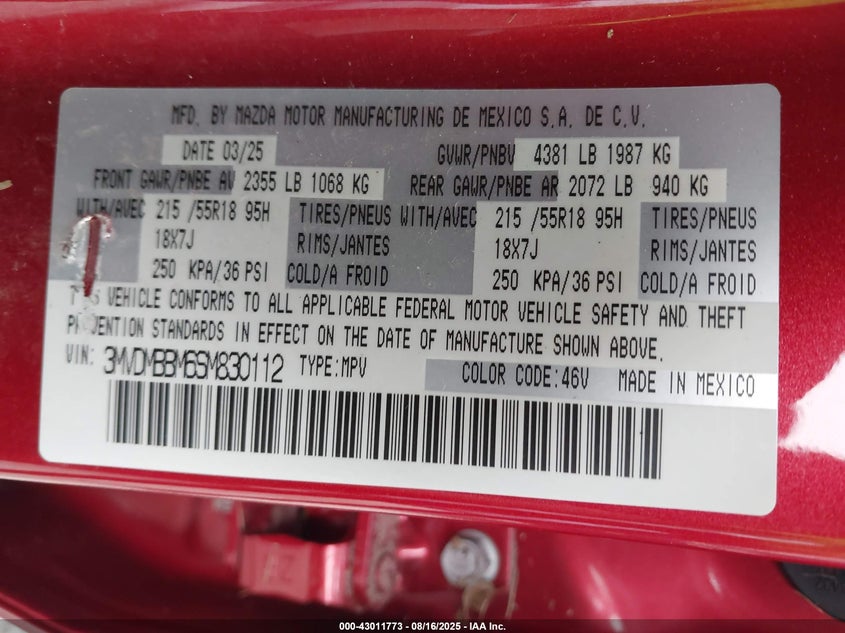 MFD. BY MAZDA MOTOR MANUFACTURING DE MEXICO S.A. DE C.V.
DATE 03/25 GVWR/PNBV 4381 LB 1987 KG
FRONT GAWR/PNBE AV 2355 LB 1068 KG REAR GAWR/PNBE AR 2072 LB 940 KG
WITH/AVEC 215 /55R18 95H TIRES/PNEUS WITH/AVEC 215 /55R18 95H TIRES/PNEUS
18X7J RIMS/JANTES 18X7J RIMS/JANTES
250 KPA/36 PSI COLD/A FROID 250 KPA/36 PSI COLD/A FROID
VEHICLE CONFORMS TO ALL APPLICABLE FEDERAL MOTOR VEHICLE SAFETY AND THEFT
STANDARDS IN EFFECT ON THE DATE OF MANUFACTURE SHOWN ABOVE.
VIN: 3MVDMBBM6SM830112 TYPE:MPV COLOR CODE:46V MADE IN MEXICO
000-43011773 - 08/16/2025 - IAA Inc.